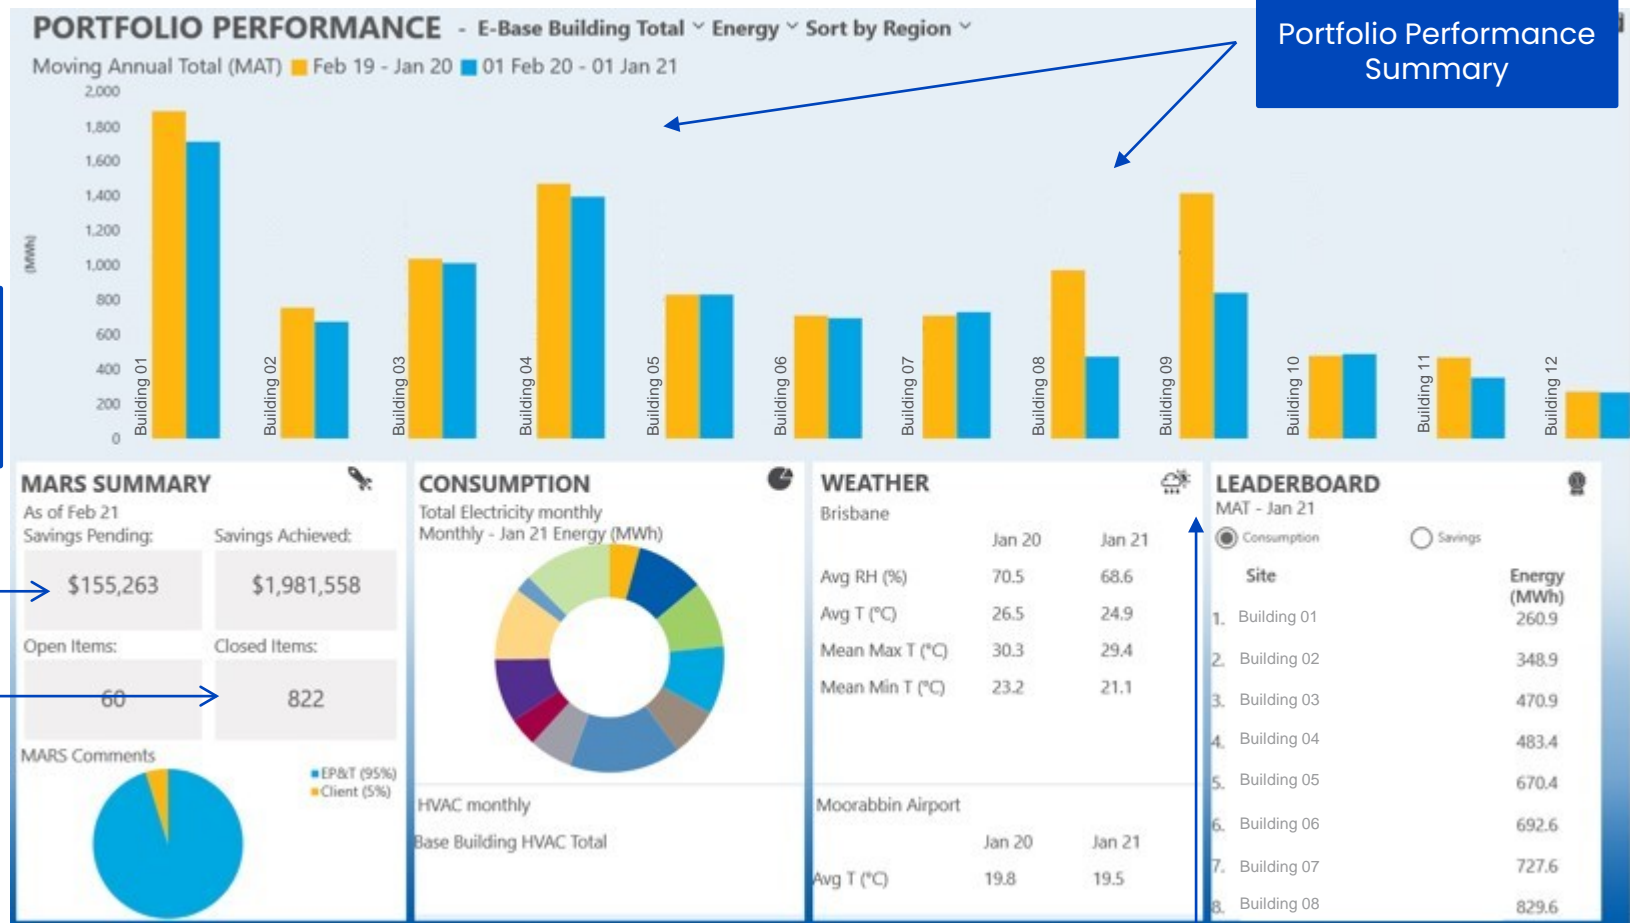 PORTFOLIO PERFORMANCE - E-Base Building Total Energy Sort by Region
Moving Annual Total (MAT) Feb 19 - Jan 20 01 Feb 20 - 01 Jan 21
Portfolio Performance
Summary
(MWh)
2,000
1,800
1,600
1,400
1,200
1,000
800
600
400
200
0
Building 01
Building 02
Building 03
Building 04
Building 05
Building 06
Building 07
Building 08
Building 09
Building 10
Building 11
Building 12
MARS SUMMARY
As of Feb 21
Savings Pending: Savings Achieved:
$155,263 $1,981,558
Open Items: Closed Items:
60 822
MARS Comments
EP&T (95%)
Client (5%)
CONSUMPTION
Total Electricity monthly
Monthly - Jan 21 Energy (MWh)
HVAC monthly
Base Building HVAC Total
WEATHER
Brisbane
Jan 20 Jan 21
Avg RH (%) 70.5 68.6
Avg T (°C) 26.5 24.9
Mean Max T (°C) 30.3 29.4
Mean Min T (°C) 23.2 21.1
Moorabbin Airport
Jan 20 Jan 21
Avg T (°C) 19.8 19.5
LEADERBOARD
MAT - Jan 21
Consumption Savings
Site Energy
(MWh)
1. Building 01 260.9
2. Building 02 348.9
3. Building 03 470.9
4. Building 04 483.4
5. Building 05 670.4
6. Building 06 692.6
7. Building 07 727.6
8. Building 08 829.6